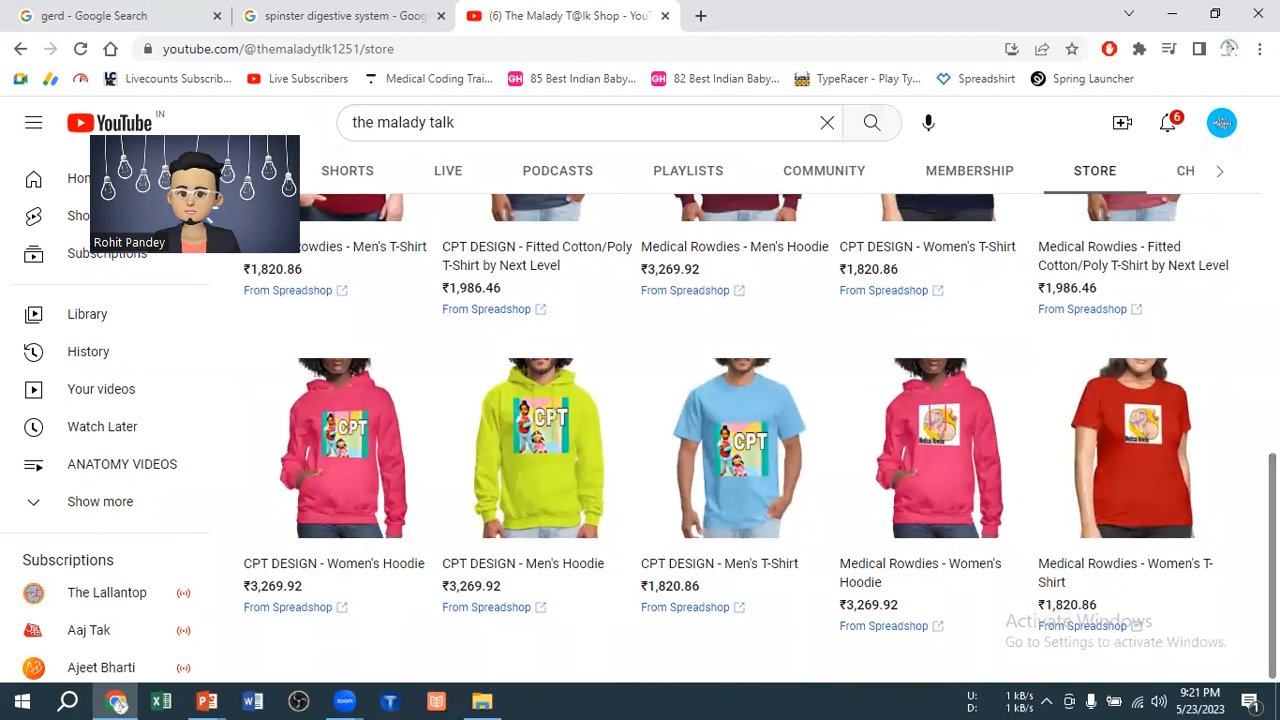 gerd - Google Search
spinster digestive system - Goog
(6) The Malady T@lk Shop - YouT
youtube.com/@themaladytlk1251/store
Livecounts Subscrib...
Live Subscribers
Medical Coding Trai...
GH 85 Best Indian Baby...
GH 82 Best Indian Baby...
TypeRacer - Play Ty...
Spreadshirt
Spring Launcher
YouTube IN
the malady talk
6
SHORTS
LIVE
PODCASTS
PLAYLISTS
COMMUNITY
MEMBERSHIP
STORE
CH
Hom
Sho
Subscriptions
Rohit Pandey
Library
History
Your videos
Watch Later
ANATOMY VIDEOS
Show more
Subscriptions
The Lallantop
Aaj Tak
Ajeet Bharti
owdies - Men's T-Shirt
₹1,820.86
From Spreadshop
CPT DESIGN - Fitted Cotton/Poly
T-Shirt by Next Level
₹1,986.46
From Spreadshop
Medical Rowdies - Men's Hoodie
₹3,269.92
From Spreadshop
CPT DESIGN - Women's T-Shirt
₹1,820.86
From Spreadshop
Medical Rowdies - Fitted
Cotton/Poly T-Shirt by Next Level
₹1,986.46
From Spreadshop
CPT
CPT
CPT
Medical Rowdies
Medical Rowdies
CPT DESIGN - Women's Hoodie
₹3,269.92
From Spreadshop
CPT DESIGN - Men's Hoodie
₹3,269.92
From Spreadshop
CPT DESIGN - Men's T-Shirt
₹1,820.86
From Spreadshop
Medical Rowdies - Women's
Hoodie
₹3,269.92
From Spreadshop
Medical Rowdies - Women's T-
Shirt
₹1,820.86
From Spreadshop
Activate Windows
Go to Settings to activate Windows.
U: 1 kB/s
D: 1 kB/s
9:21 PM
5/23/2023
1